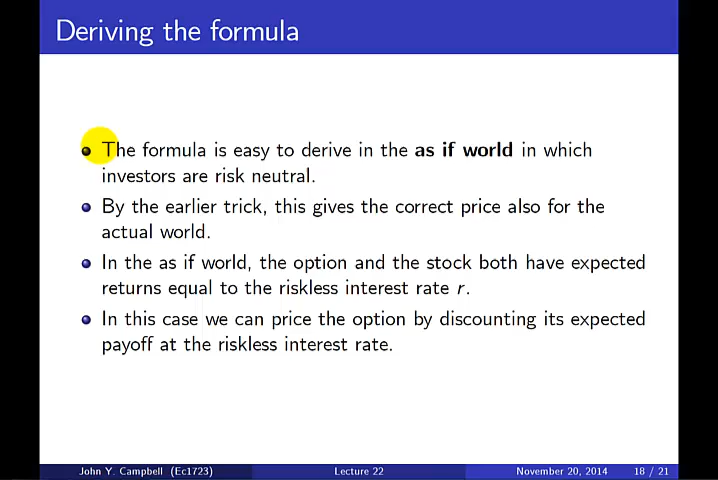 Deriving the formula
The formula is easy to derive in the as if world in which
investors are risk neutral.
By the earlier trick, this gives the correct price also for the
actual world.
In the as if world, the option and the stock both have expected
returns equal to the riskless interest rate r.
In this case we can price the option by discounting its expected
payoff at the riskless interest rate.
John Y. Campbell (Ec1723) Lecture 22 November 20, 2014 18 / 21